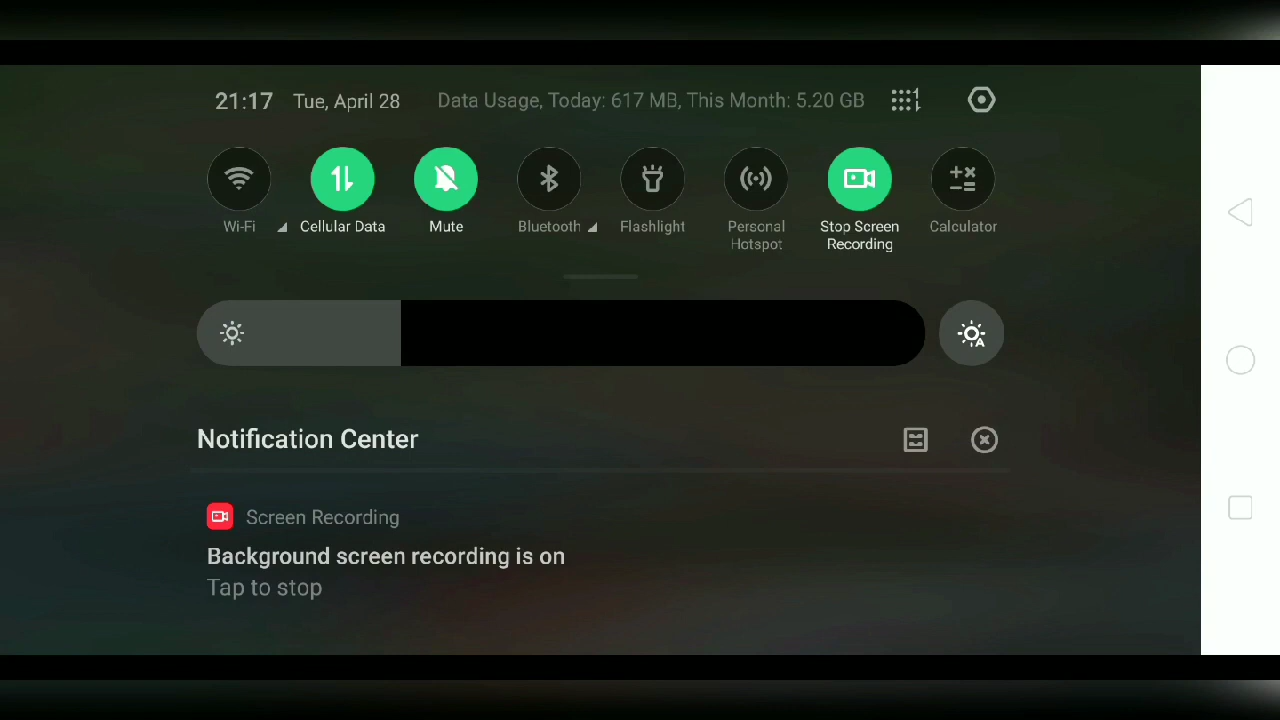 21:17 Tue, April 28 Data Usage, Today: 617 MB, This Month: 5.20 GB
Wi-Fi Cellular Data Mute Bluetooth Flashlight Personal Hotspot Stop Screen Recording Calculator
Notification Center
Screen Recording
Background screen recording is on
Tap to stop